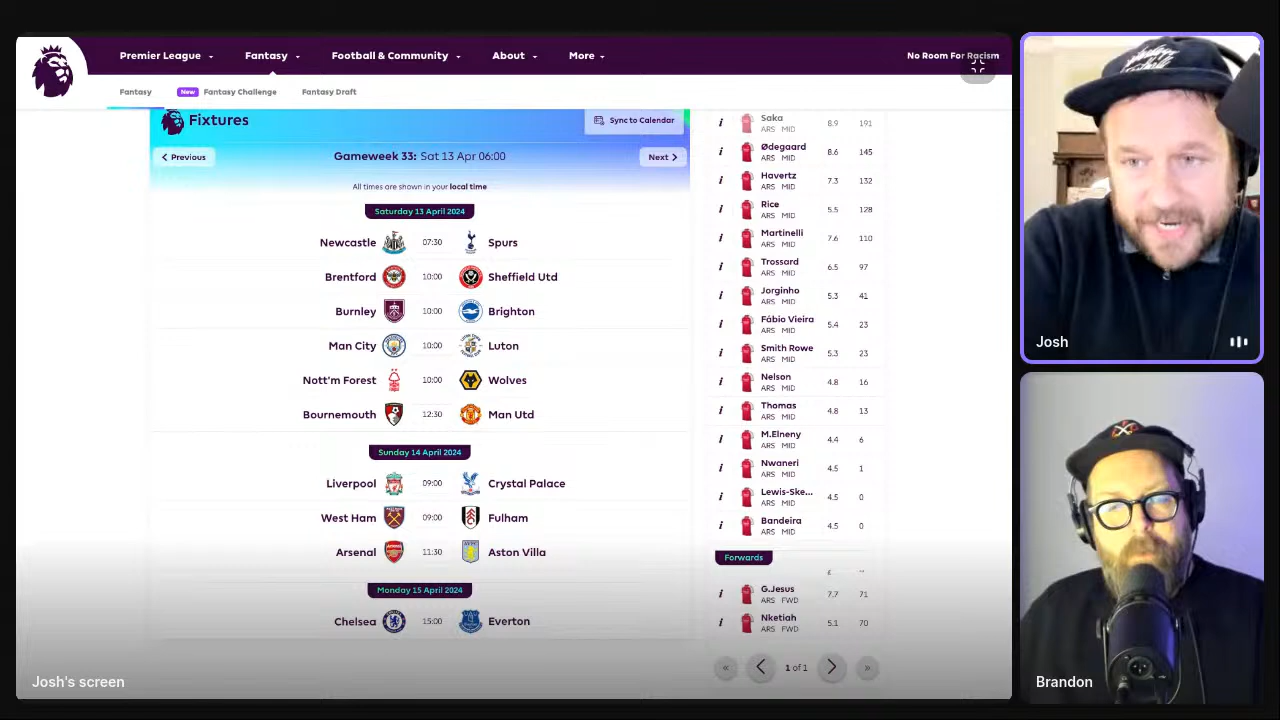 Premier League
Fantasy
Football & Community
About
More
No Room For Racism
Fantasy
New Fantasy Challenge
Fantasy Draft
Fixtures
Sync to Calendar
Previous
Gameweek 33: Sat 13 Apr 06:00
Next
All times are shown in your local time
Saturday 13 April 2024
Newcastle 07:30 Spurs
Brentford 10:00 Sheffield Utd
Burnley 10:00 Brighton
Man City 10:00 Luton
Nott'm Forest 10:00 Wolves
Bournemouth 12:30 Man Utd
Sunday 14 April 2024
Liverpool 09:00 Crystal Palace
West Ham 09:00 Fulham
Arsenal 11:30 Aston Villa
Monday 15 April 2024
Chelsea 15:00 Everton
i Saka 8.9 191
ARS MID
i Ødegaard 8.6 145
ARS MID
i Havertz 7.3 132
ARS MID
i Rice 5.5 128
ARS MID
i Martinelli 7.6 110
ARS MID
i Trossard 6.5 97
ARS MID
i Jorginho 5.3 41
ARS MID
i Fábio Vieira 5.4 23
ARS MID
i Smith Rowe 5.3 23
ARS MID
i Nelson 4.8 16
ARS MID
i Thomas 4.8 13
ARS MID
i M.Elneny 4.4 6
ARS MID
i Nwaneri 4.5 1
ARS MID
i Lewis-Ske... 4.5 0
ARS MID
i Bandeira 4.5 0
ARS MID
Forwards
£ **
i G.Jesus 7.7 71
ARS FWD
i Nketiah 5.1 70
ARS FWD
« 1 of 1 »
Josh's screen
Josh
Brandon